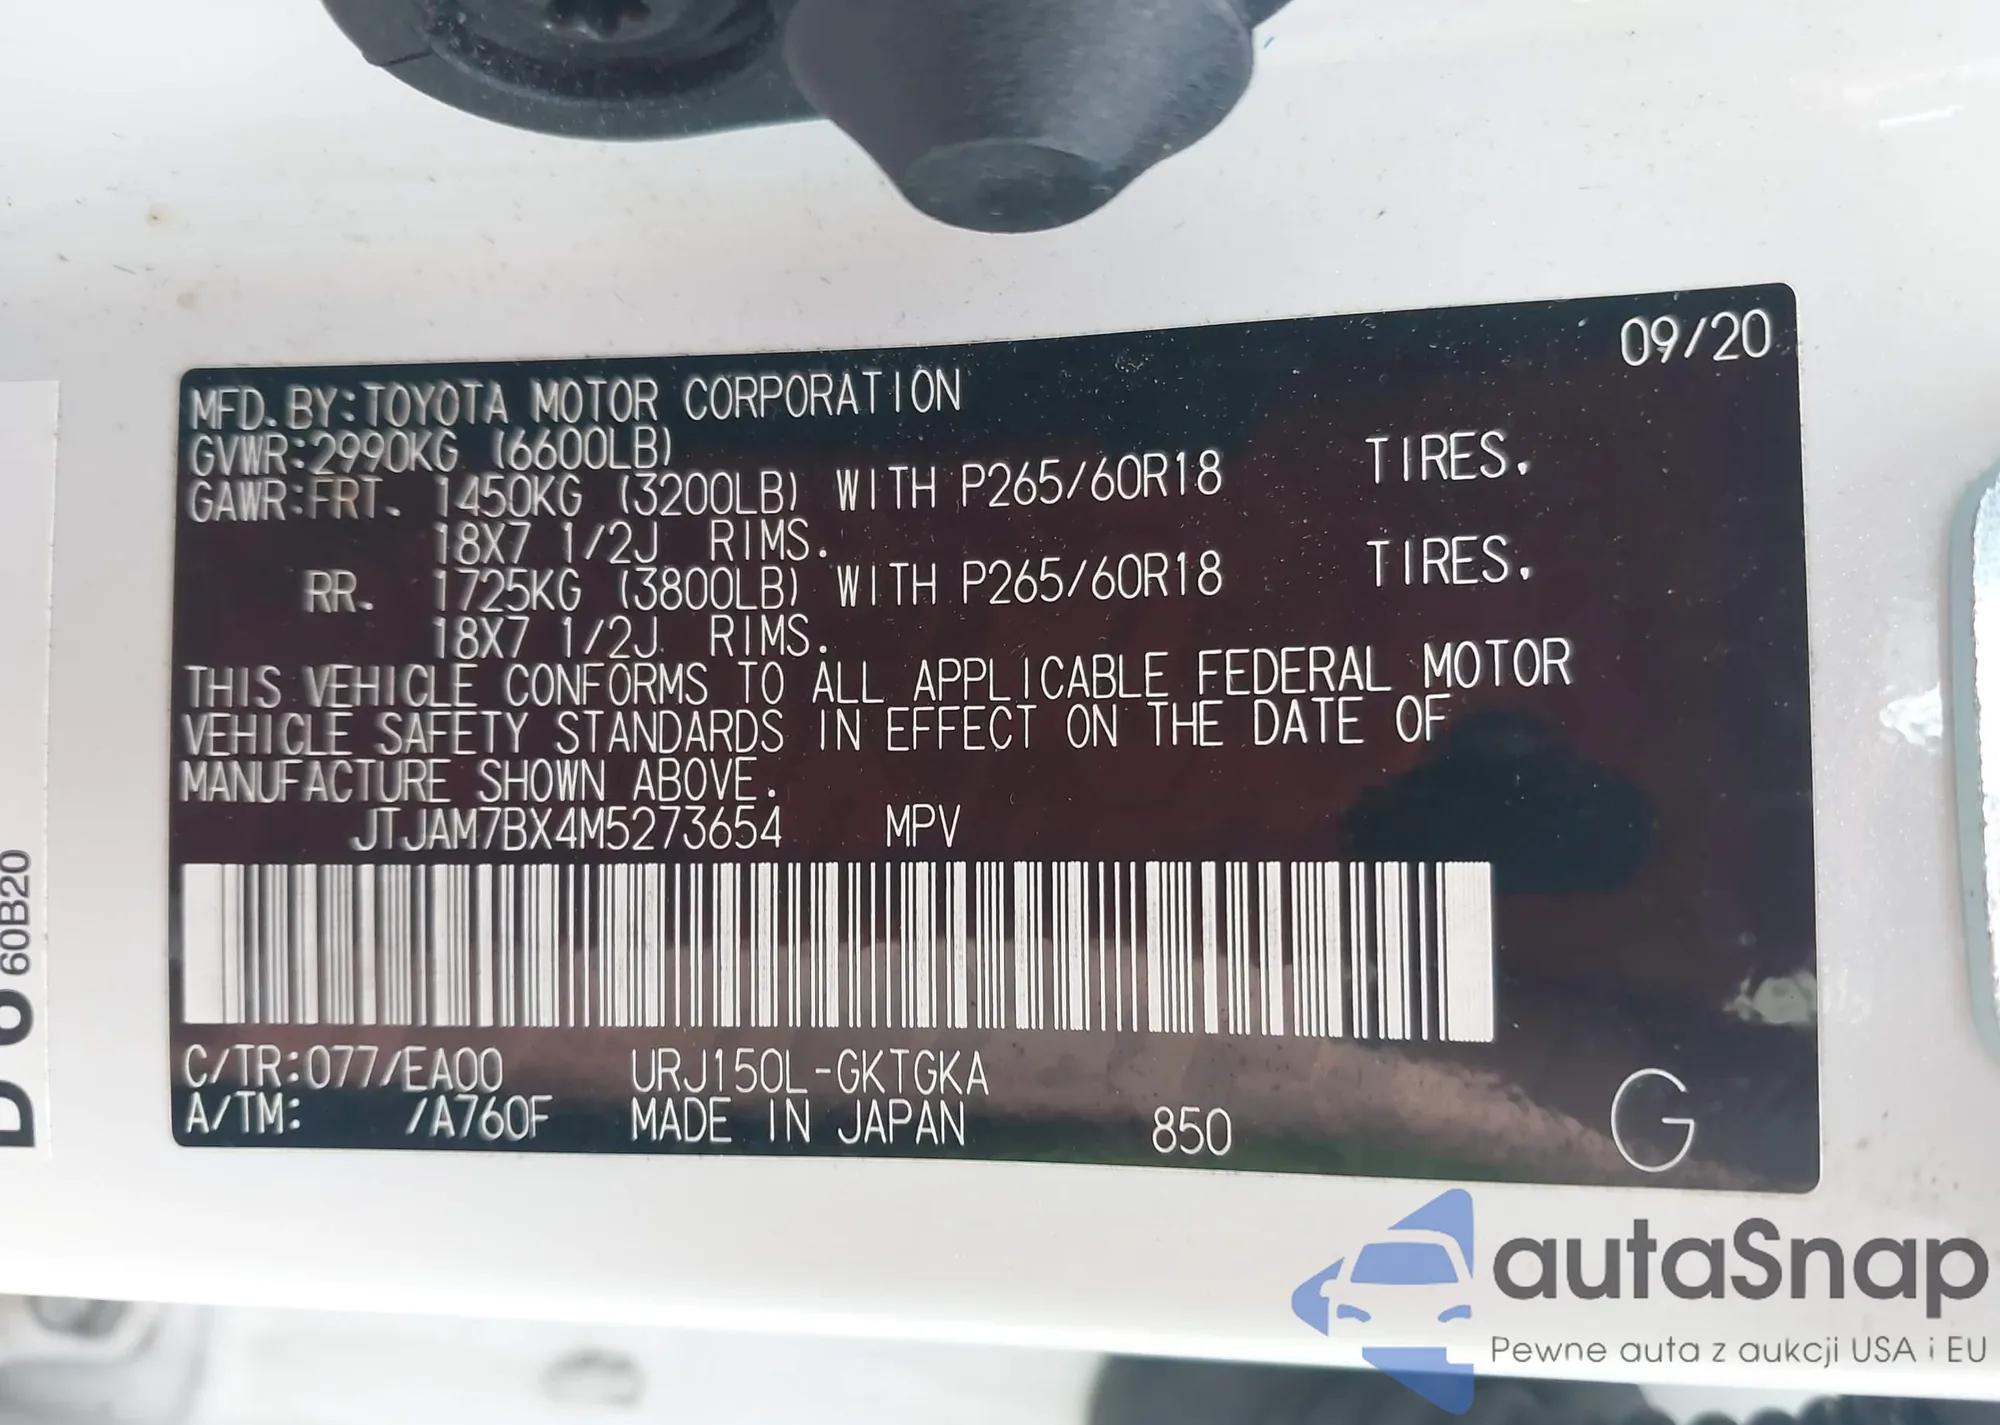 09/20
MFD.BY:TOYOTA MOTOR CORPORATION
GVWR:2990KG (6600LB)
GAWR:FRT. 1450KG (3200LB) WITH P265/60R18 TIRES.
18X7 1/2J RIMS.
RR. 1725KG (3800LB) WITH P265/60R18 TIRES.
18X7 1/2J RIMS.
THIS VEHICLE CONFORMS TO ALL APPLICABLE FEDERAL MOTOR
VEHICLE SAFETY STANDARDS IN EFFECT ON THE DATE OF
MANUFACTURE SHOWN ABOVE.
JTJAM7BX4M5273654 MPV
C/TR:077/EA00 URJ150L-GKTGKA
A/TM: /A760F MADE IN JAPAN 850 G
60B20
autaSnap
Pewne auta z aukcji USA i EU